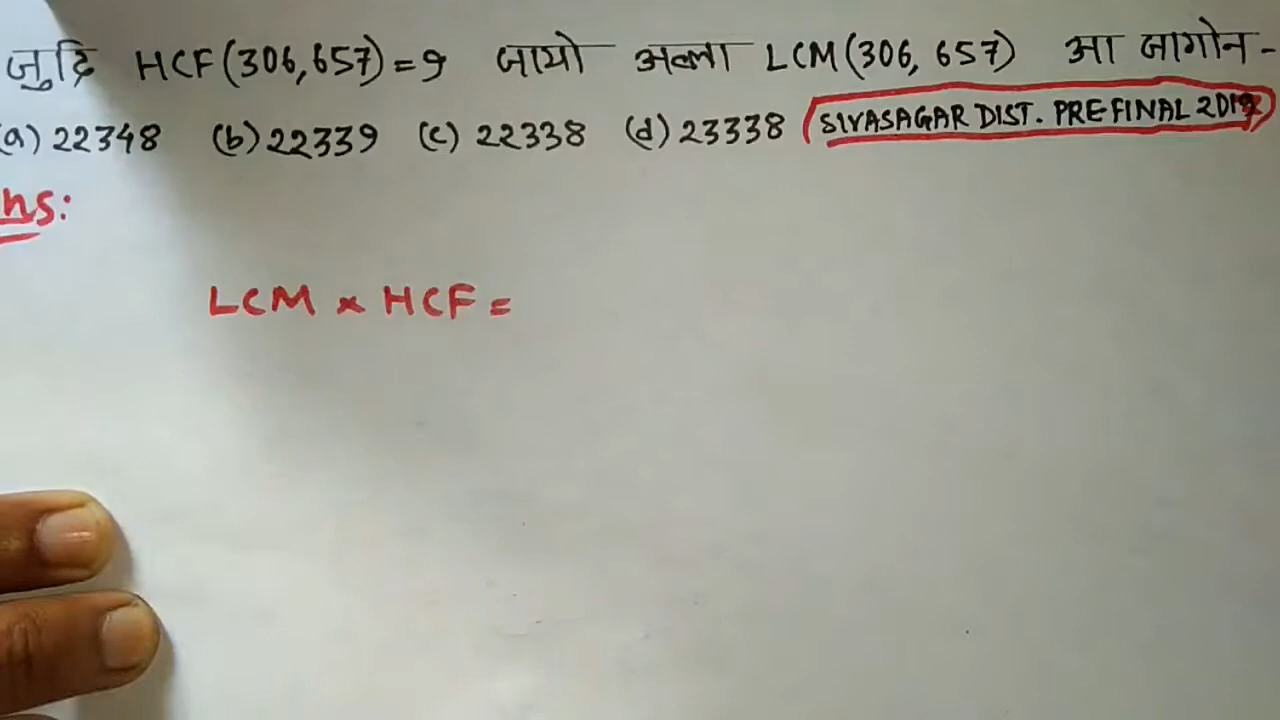 जुदि HCF(306,657)=9 जायो अब्ला LCM(306, 657) आ जागोन-
(a) 22348 (b) 22339 (c) 22338 (d) 23338 (SIVASAGAR DIST. PRE FINAL 2019)
ns:
LCM × HCF =